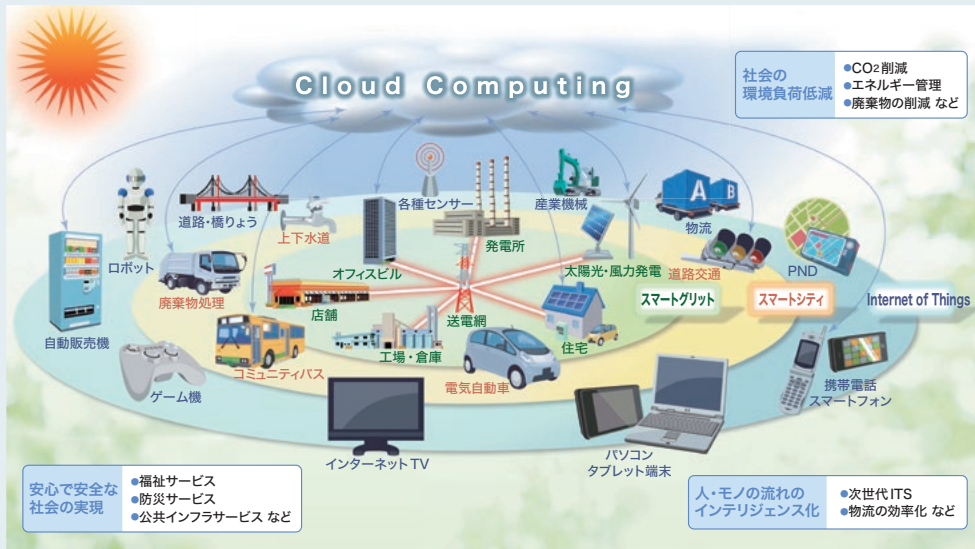 Cloud Computing
社会の
環境負荷低減
●CO2削減
●エネルギー管理
●廃棄物の削減 など
各種センサー
産業機械
A
B
物流
道路・橋りょう
上下水道
ロボット
発電所
オフィスビル
太陽光・風力発電
道路交通
PND
廃棄物処理
店舗
送電網
スマートグリット
スマートシティ
Internet of Things
自動販売機
工場・倉庫
住宅
コミュニティバス
電気自動車
ゲーム機
携帯電話
スマートフォン
インターネットTV
パソコン
タブレット端末
安心で安全な
社会の実現
●福祉サービス
●防災サービス
●公共インフラサービス など
人・モノの流れの
インテリジェンス化
●次世代ITS
●物流の効率化 など